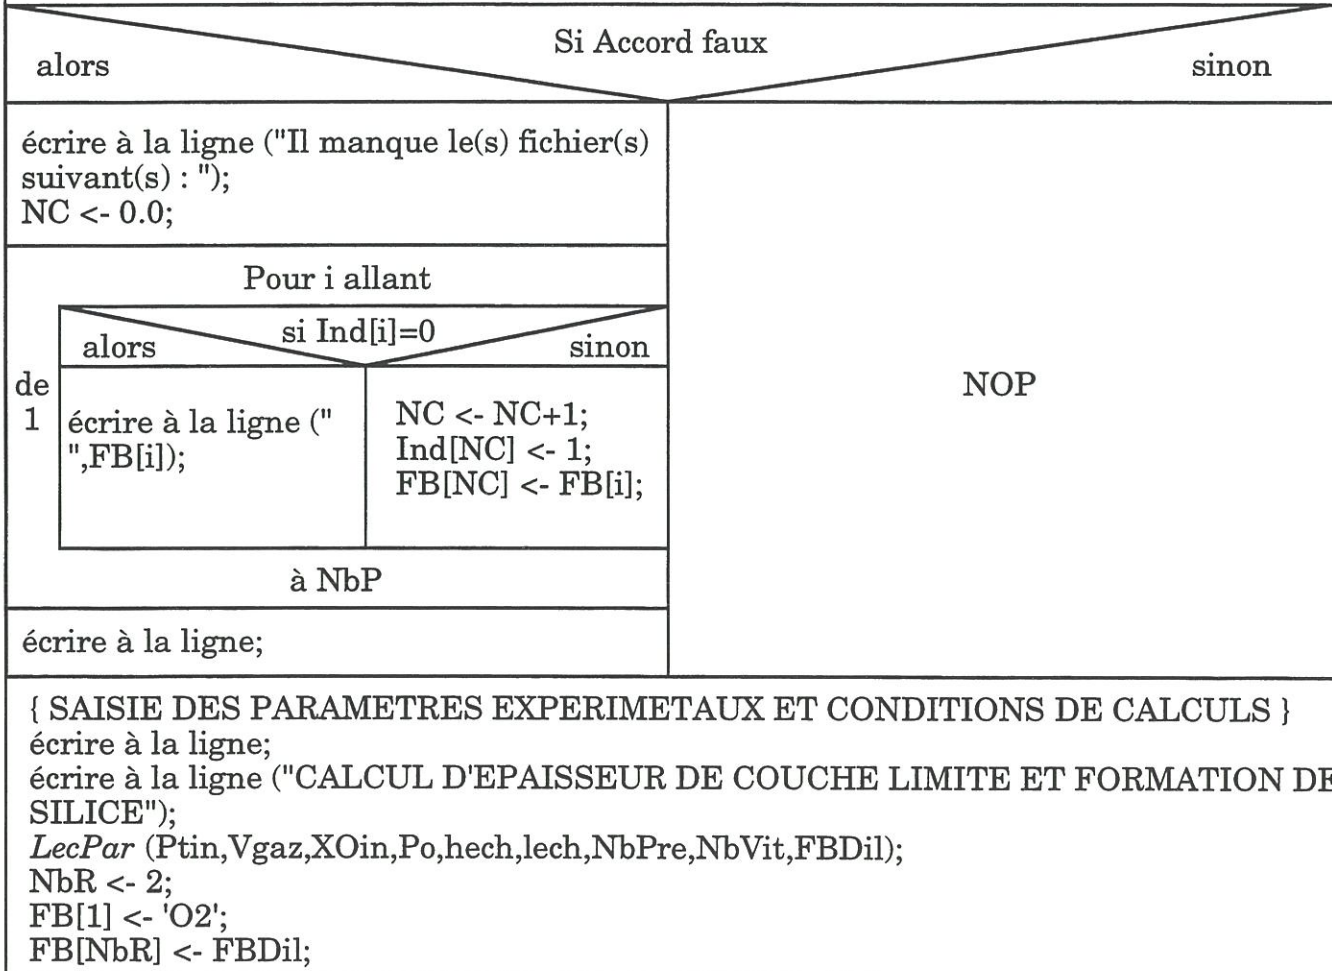 Si Accord faux
alors
sinon
écrire à la ligne ("Il manque le(s) fichier(s)
suivant(s) : ");
NC <- 0.0;
Pour i allant
si Ind[i]=0
alors
sinon
de
1
écrire à la ligne ("
",FB[i]);
NC <- NC+1;
Ind[NC] <- 1;
FB[NC] <- FB[i];
NOP
à NbP
écrire à la ligne;
{ SAISIE DES PARAMETRES EXPERIMETAUX ET CONDITIONS DE CALCULS }
écrire à la ligne;
écrire à la ligne ("CALCUL D'EPAISSEUR DE COUCHE LIMITE ET FORMATION DE
SILICE");
LecPar (Ptin,Vgaz,XOin,Po,hech,lech,NbPre,NbVit,FBDil);
NbR <- 2;
FB[1] <- 'O2';
FB[NbR] <- FBDil;